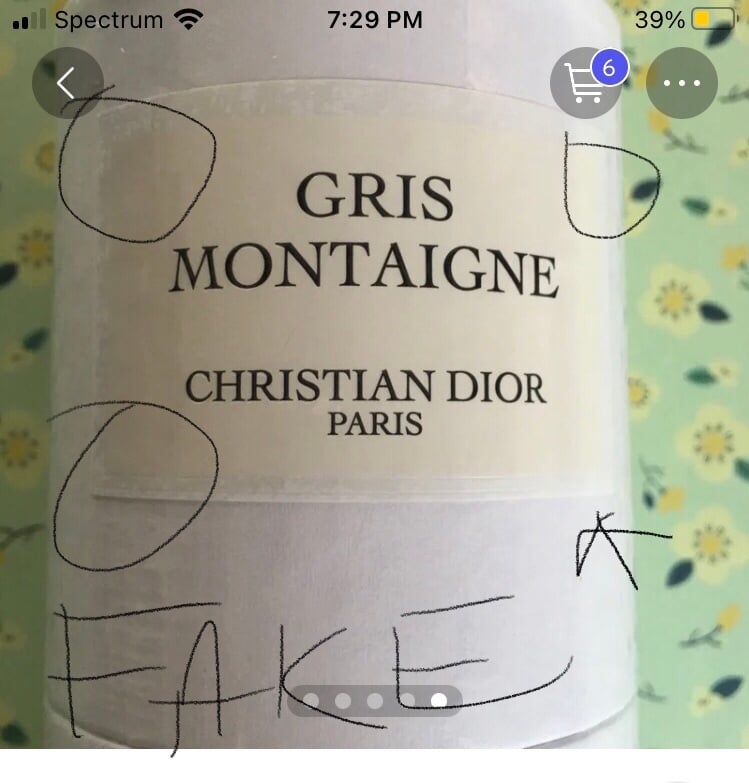 Spectrum 7:29 PM 39%
6
GRIS
MONTAIGNE
CHRISTIAN DIOR
PARIS
FAKE